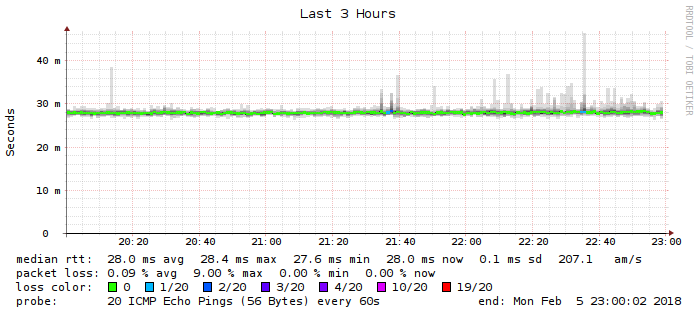 Last 3 Hours
RRDTOOL / TOBI OETIKER
Seconds
40 m
30 m
20 m
10 m
0
20:20 20:40 21:00 21:20 21:40 22:00 22:20 22:40 23:00
median rtt: 28.0 ms avg 28.4 ms max 27.6 ms min 28.0 ms now 0.1 ms sd 207.1 am/s
packet loss: 0.09 % avg 9.00 % max 0.00 % min 0.00 % now
loss color: 0 1/20 2/20 3/20 4/20 10/20 19/20
probe: 20 ICMP Echo Pings (56 Bytes) every 60s end: Mon Feb 5 23:00:02 2018